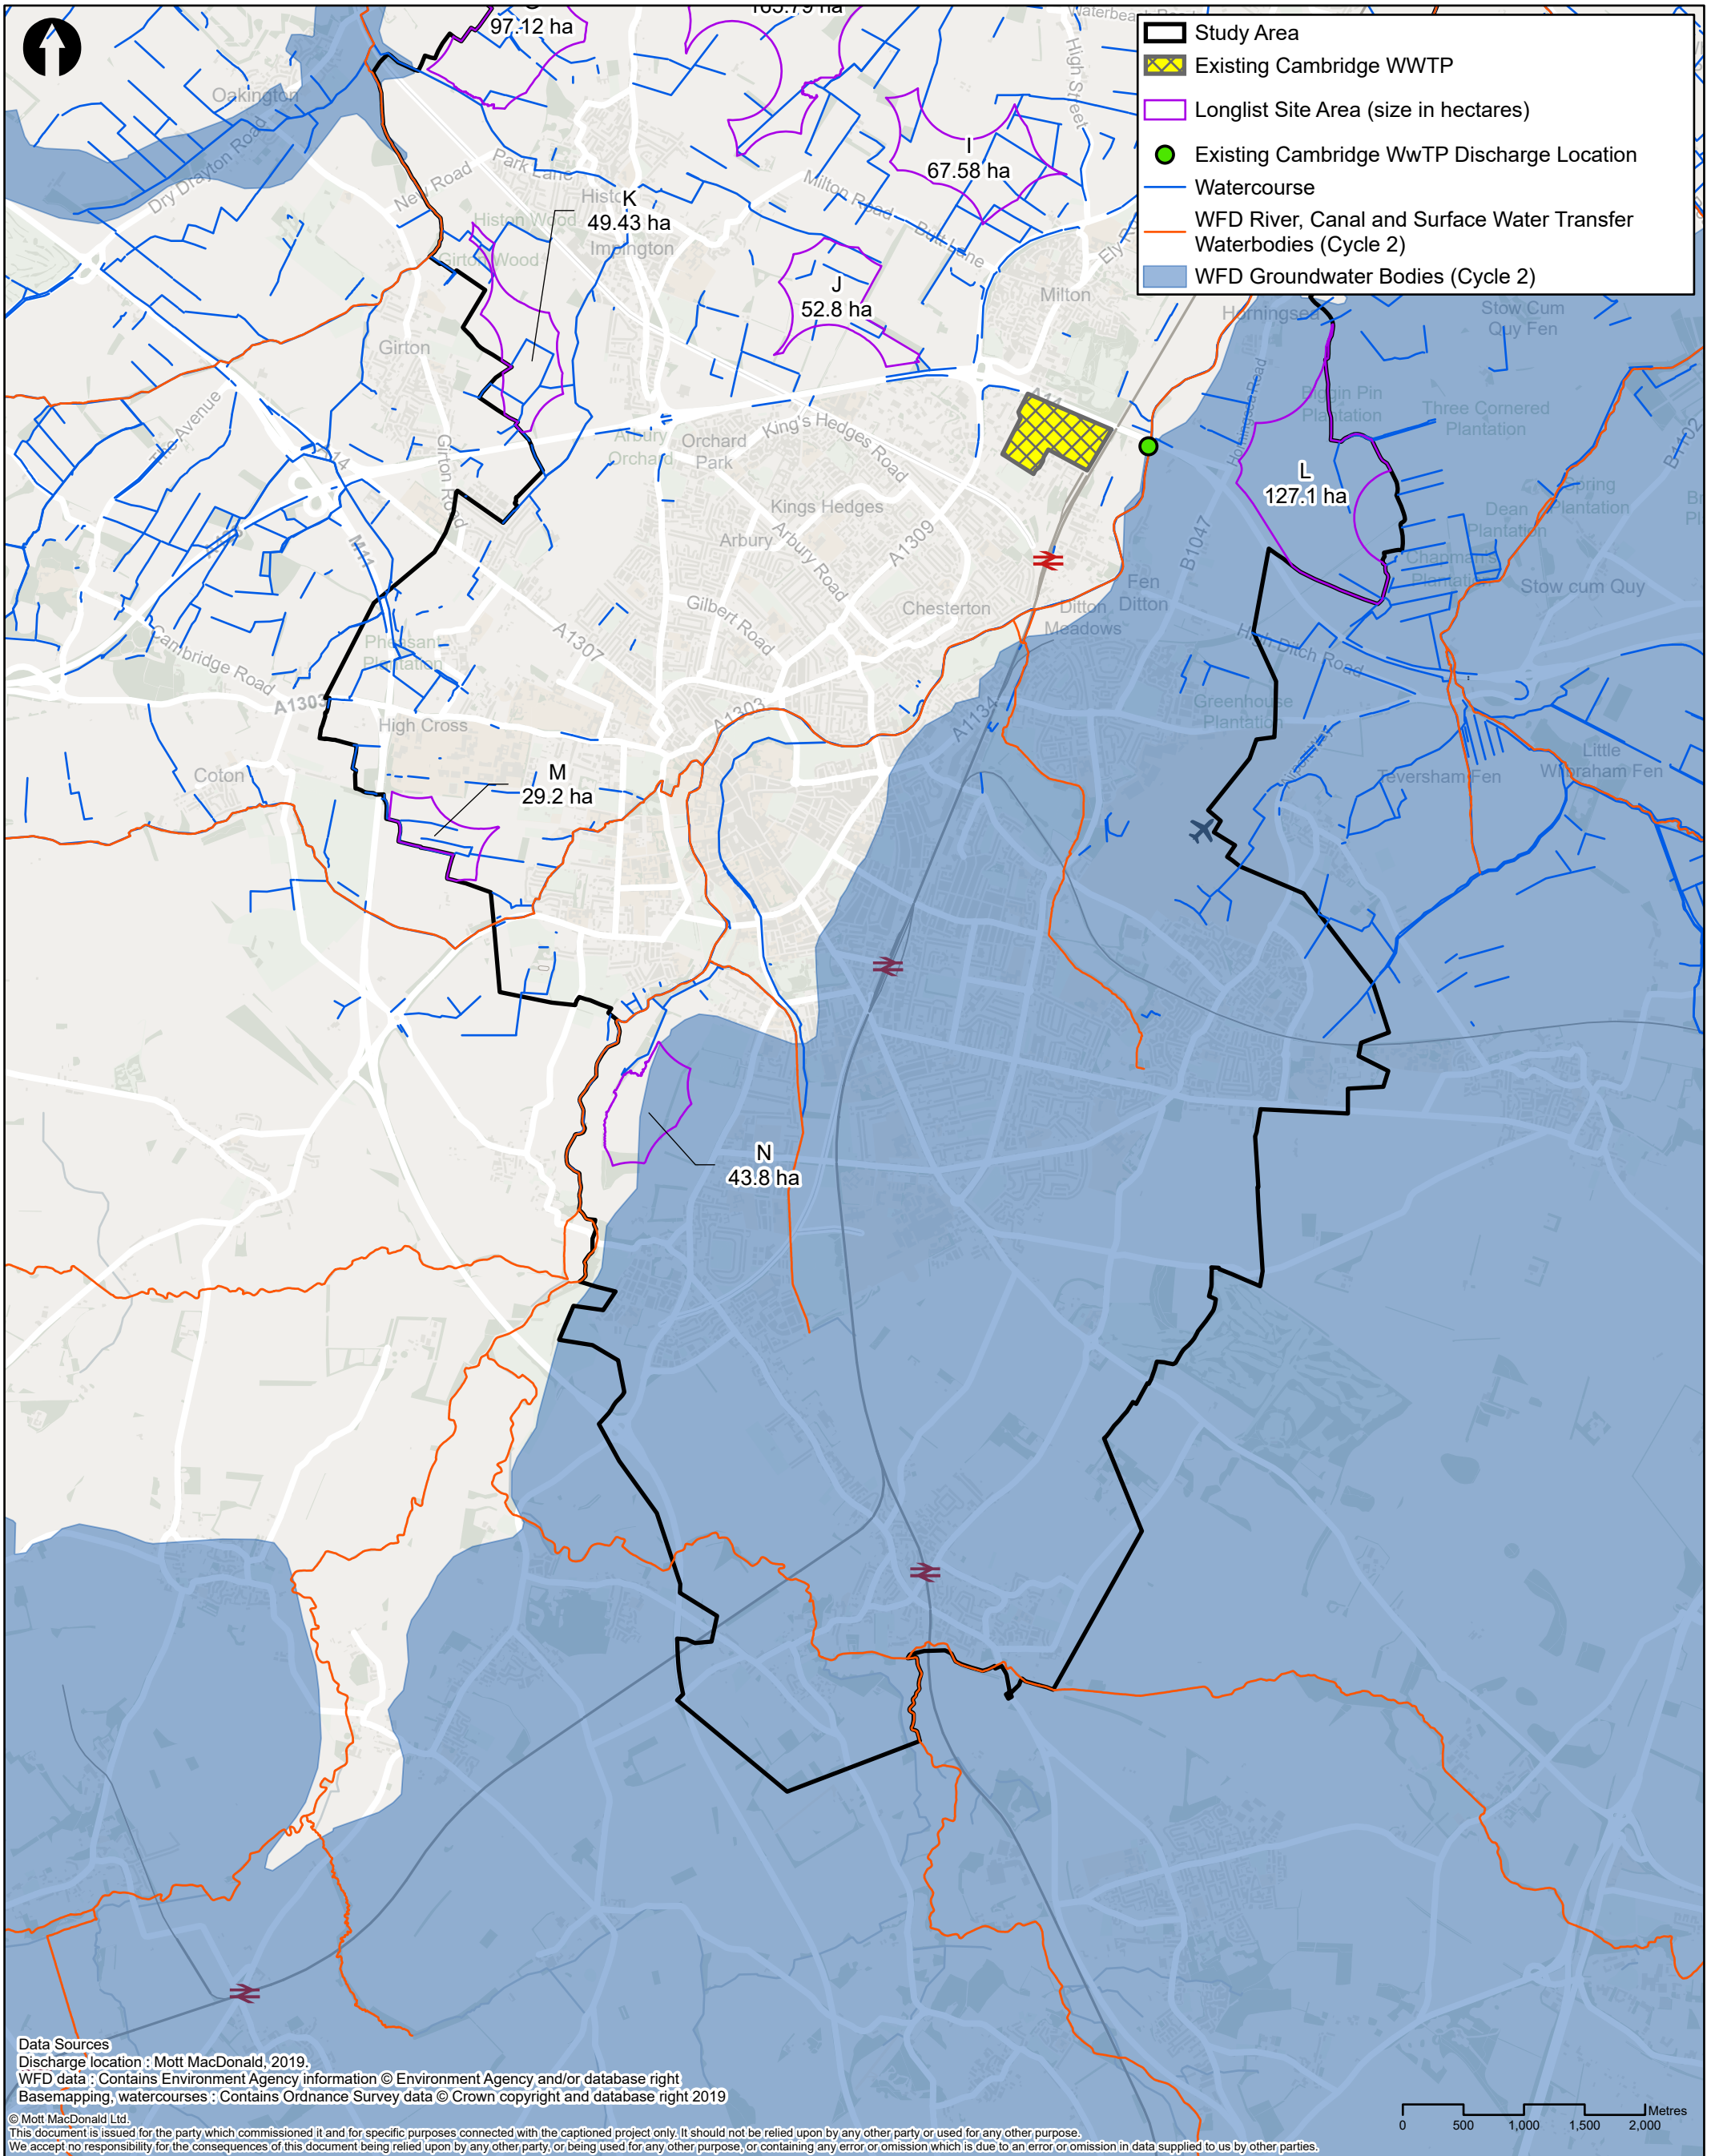 97.12 ha
Oakington
Dry Drayton Road
New Road
Park Lane
Histon Wood
Girton Wood
K
49.43 ha
Impington
High Street
I
67.58 ha
Milton Road
Butt Lane
J
52.8 ha
Milton
Study Area
Existing Cambridge WWTP
Longlist Site Area (size in hectares)
Existing Cambridge WwTP Discharge Location
Watercourse
WFD River, Canal and Surface Water Transfer
Waterbodies (Cycle 2)
WFD Groundwater Bodies (Cycle 2)
Horningsea
Stow Cum
Quy Fen
Horningsea Road
Biggin Pin
Plantation
Three Cornered
Plantation
B1102
Girton
The Avenue
A14
Girton Road
M11
Arbury
Orchard
Orchard
Park
King's Hedges Road
A14
L
127.1 ha
Spring
Plantation
Dean
Plantation
Chapman's
Plantation
Stow cum Quy
Kings Hedges
Arbury
Arbury Road
A1309
B1047
Gilbert Road
Chesterton
Fen
Ditton
Ditton
Meadows
High Ditch Road
Pheasant
Plantation
A1307
Cambridge Road
A1303
High Cross
A1303
A1134
Greenhouse
Plantation
Little
Wilbraham Fen
Teversham Fen
Coton
M
29.2 ha
N
43.8 ha
Data Sources
Discharge location : Mott MacDonald, 2019.
WFD data : Contains Environment Agency information © Environment Agency and/or database right
Basemapping, watercourses : Contains Ordnance Survey data © Crown copyright and database right 2019
© Mott MacDonald Ltd.
This document is issued for the party which commissioned it and for specific purposes connected with the captioned project only. It should not be relied upon by any other party or used for any other purpose.
We accept no responsibility for the consequences of this document being relied upon by any other party, or being used for any other purpose, or containing any error or omission which is due to an error or omission in data supplied to us by other parties.
Metres
0 500 1,000 1,500 2,000